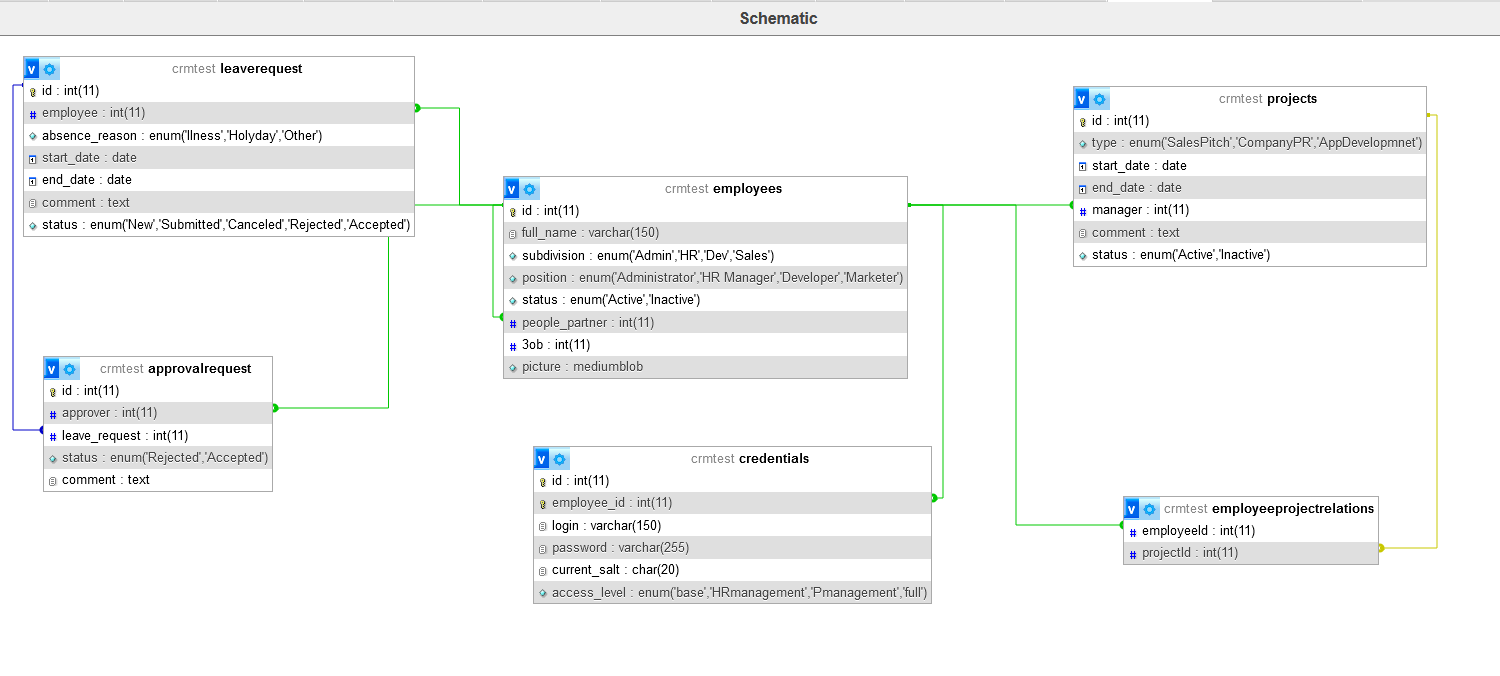 Schematic
crmtest leaverequest
id : int(11)
employee : int(11)
absence_reason : enum('Ilness','Holyday','Other')
start_date : date
end_date : date
comment : text
status : enum('New','Submitted','Canceled','Rejected','Accepted')
crmtest employees
id : int(11)
full_name : varchar(150)
subdivision : enum('Admin','HR','Dev','Sales')
position : enum('Administrator','HR Manager','Developer','Marketer')
status : enum('Active','Inactive')
people_partner : int(11)
3ob : int(11)
picture : mediumblob
crmtest projects
id : int(11)
type : enum('SalesPitch','CompanyPR','AppDevelopmnet')
start_date : date
end_date : date
manager : int(11)
comment : text
status : enum('Active','Inactive')
crmtest approvalrequest
id : int(11)
approver : int(11)
leave_request : int(11)
status : enum('Rejected','Accepted')
comment : text
crmtest credentials
id : int(11)
employee_id : int(11)
login : varchar(150)
password : varchar(255)
current_salt : char(20)
access_level : enum('base','HRmanagement','Pmanagement','full')
crmtest employeeprojectrelations
employeeId : int(11)
projectId : int(11)